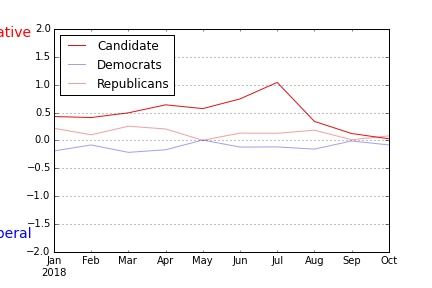 ative
beral
2.0
1.5
1.0
0.5
0.0
−0.5
−1.0
−1.5
−2.0
Candidate
Democrats
Republicans
Jan Feb Mar Apr May Jun Jul Aug Sep Oct
2018